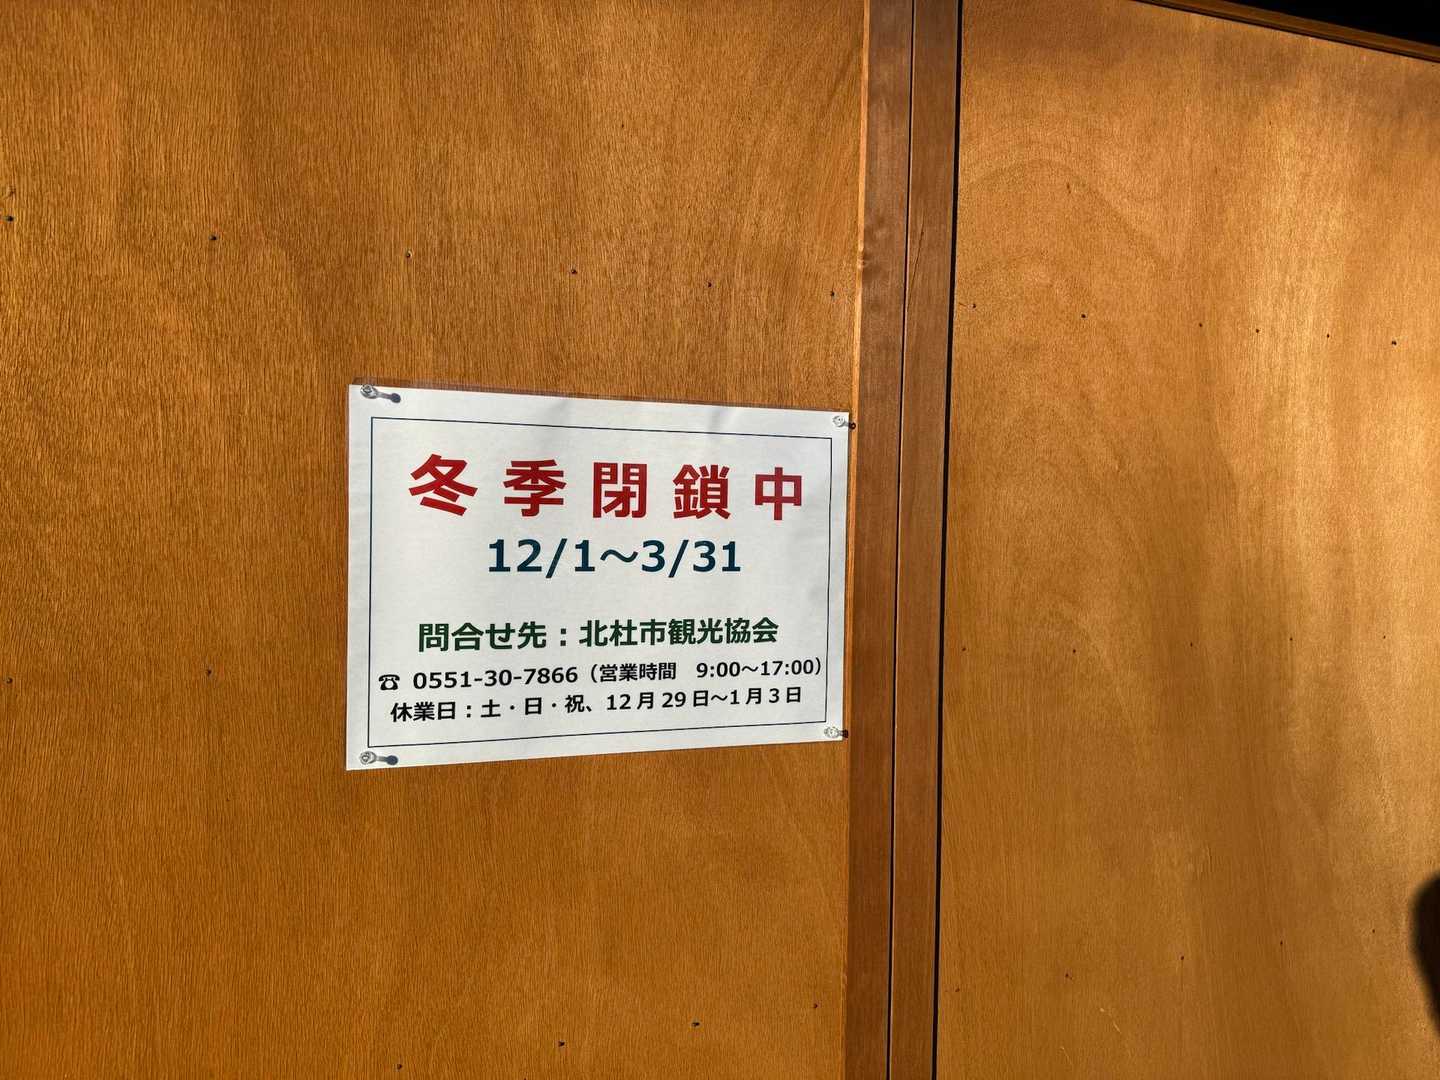 冬季閉鎖中
12/1～3/31
問合せ先：北杜市観光協会
☎ 0551-30-7866（営業時間　9:00～17:00）
休業日：土・日・祝、12月29日～1月3日